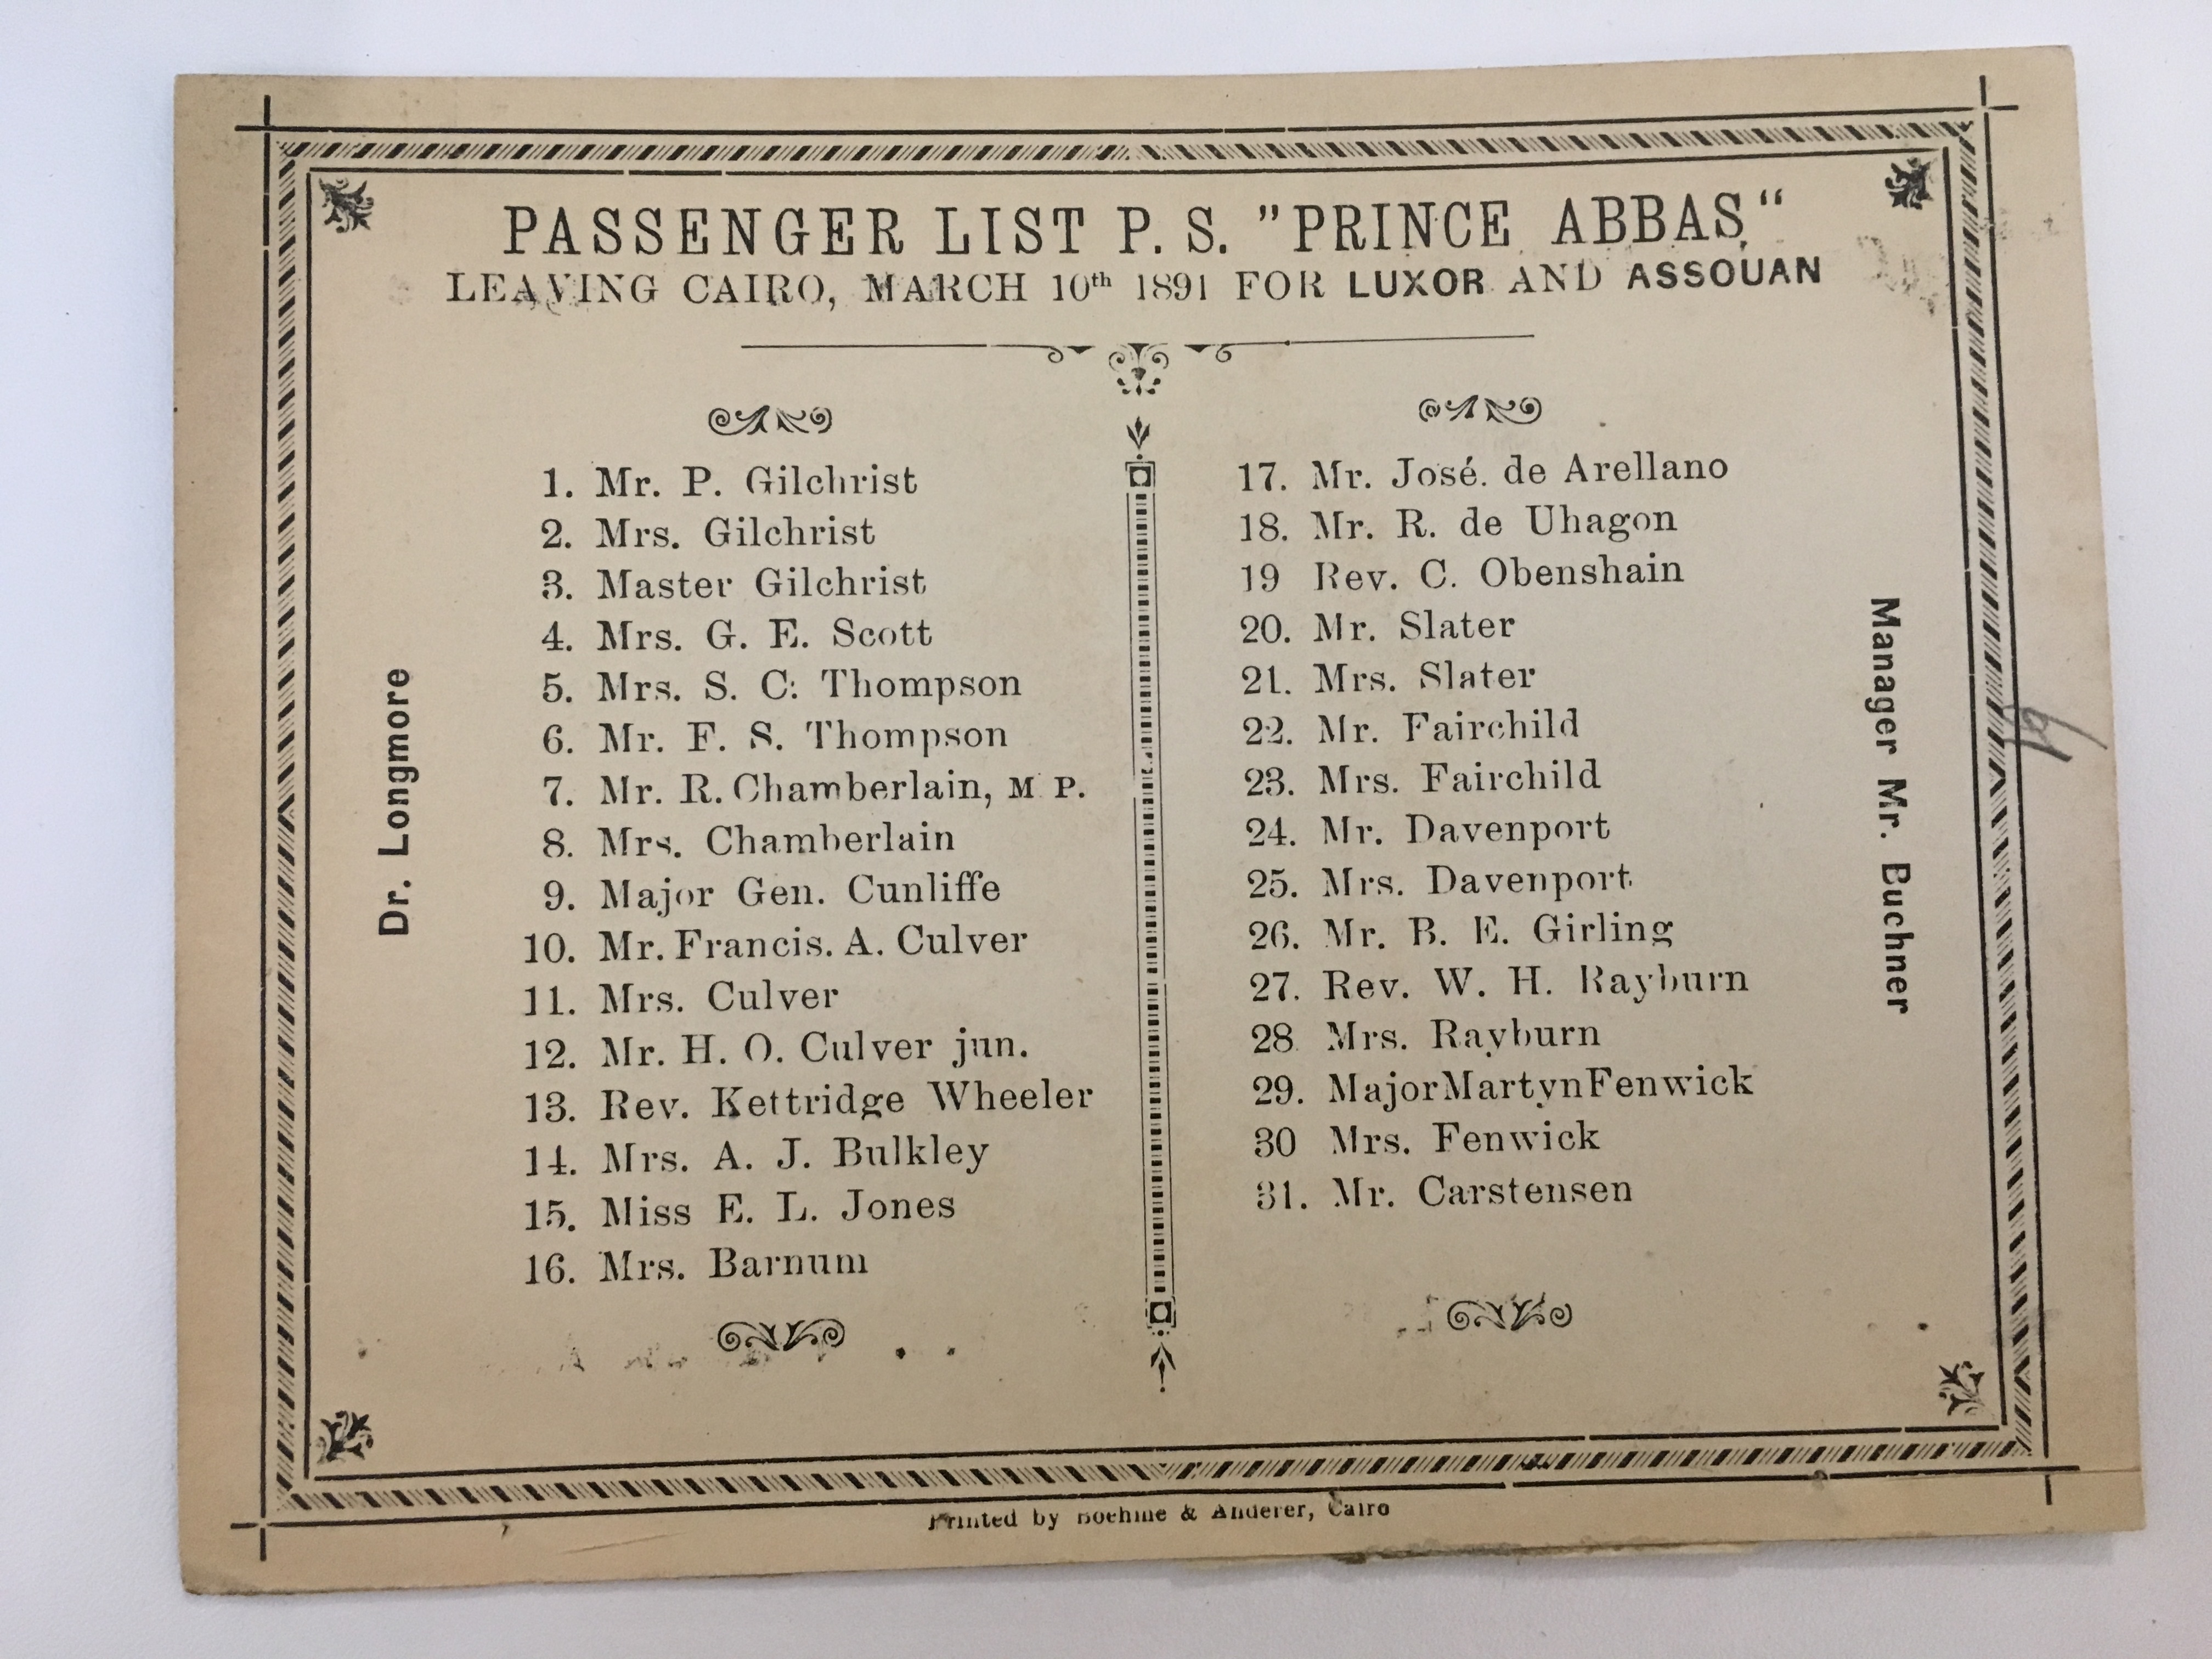 PASSENGER LIST P. S. "PRINCE ABBAS"
LEAVING CAIRO, MARCH 10th 1891 FOR LUXOR AND ASSOUAN
Dr. Longmore
1. Mr. P. Gilchrist
2. Mrs. Gilchrist
3. Master Gilchrist
4. Mrs. G. E. Scott
5. Mrs. S. C: Thompson
6. Mr. F. S. Thompson
7. Mr. R. Chamberlain, M P.
8. Mrs. Chamberlain
9. Major Gen. Cunliffe
10. Mr. Francis. A. Culver
11. Mrs. Culver
12. Mr. H. O. Culver jun.
13. Rev. Kettridge Wheeler
14. Mrs. A. J. Bulkley
15. Miss E. L. Jones
16. Mrs. Barnum
17. Mr. José. de Arellano
18. Mr. R. de Uhagon
19 Rev. C. Obenshain
20. Mr. Slater
21. Mrs. Slater
22. Mr. Fairchild
23. Mrs. Fairchild
24. Mr. Davenport
25. Mrs. Davenport
26. Mr. B. E. Girling
27. Rev. W. H. Rayburn
28. Mrs. Rayburn
29. Major Martyn Fenwick
30 Mrs. Fenwick
31. Mr. Carstensen
Manager Mr. Buchner
Printed by Boehme & Anderer, Cairo